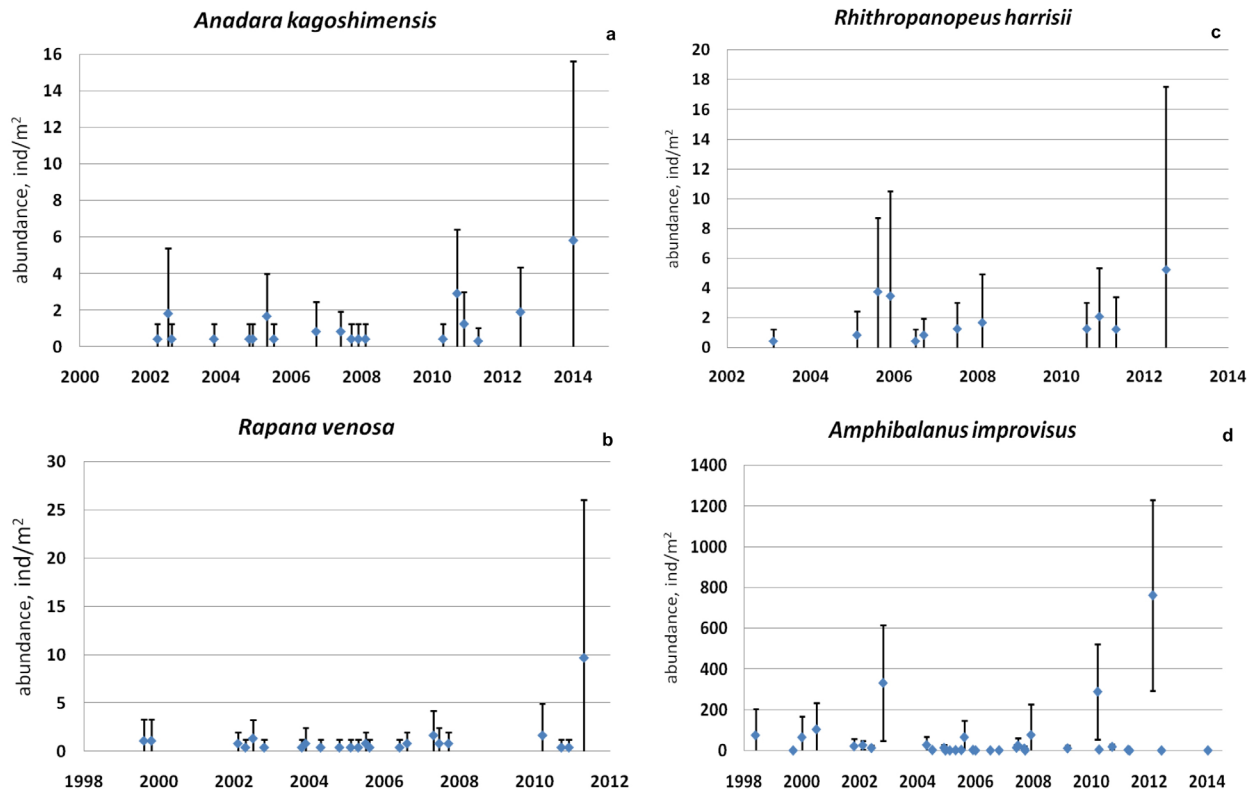 Anadara kagoshimensis
a
abundance, ind/m²
16
14
12
10
8
6
4
2
0
2000 2002 2004 2006 2008 2010 2012 2014
Rhithropanopeus harrisii
c
abundance, ind/m²
20
18
16
14
12
10
8
6
4
2
0
2002 2004 2006 2008 2010 2012 2014
Rapana venosa
b
abundance, ind/m²
30
25
20
15
10
5
0
1998 2000 2002 2004 2006 2008 2010 2012
Amphibalanus improvisus
d
abundance, ind/m²
1400
1200
1000
800
600
400
200
0
1998 2000 2002 2004 2006 2008 2010 2012 2014